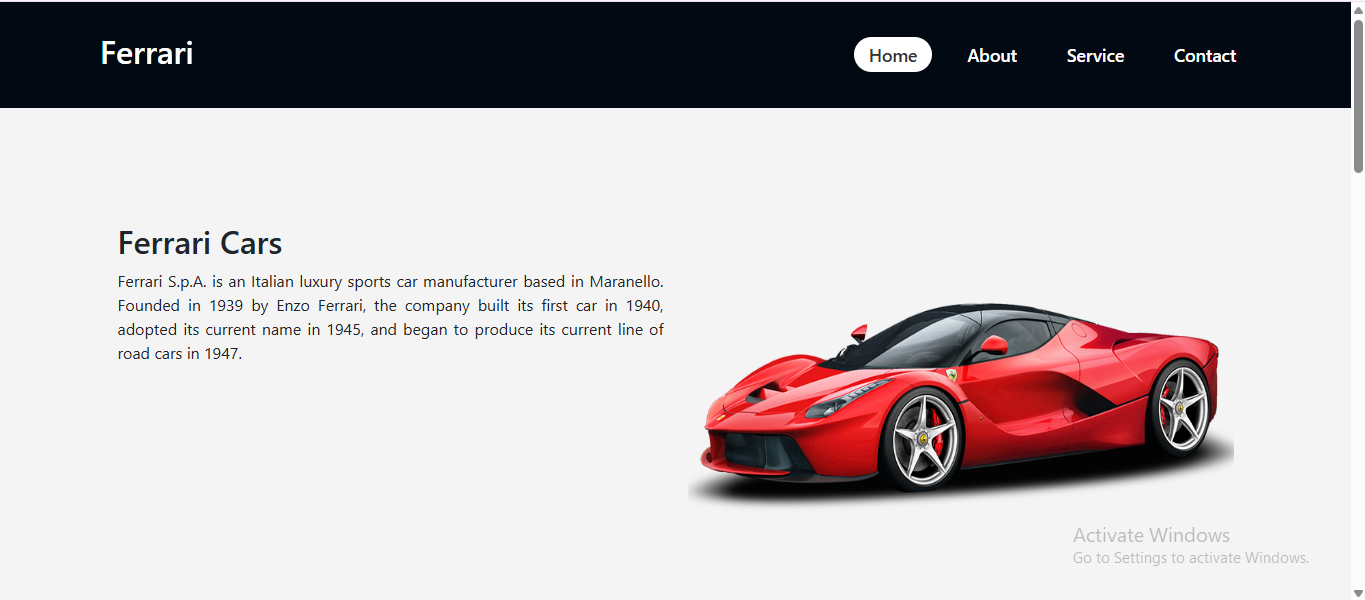 Ferrari
Home About Service Contact
Ferrari Cars
Ferrari S.p.A. is an Italian luxury sports car manufacturer based in Maranello.
Founded in 1939 by Enzo Ferrari, the company built its first car in 1940,
adopted its current name in 1945, and began to produce its current line of
road cars in 1947.
Activate Windows
Go to Settings to activate Windows.